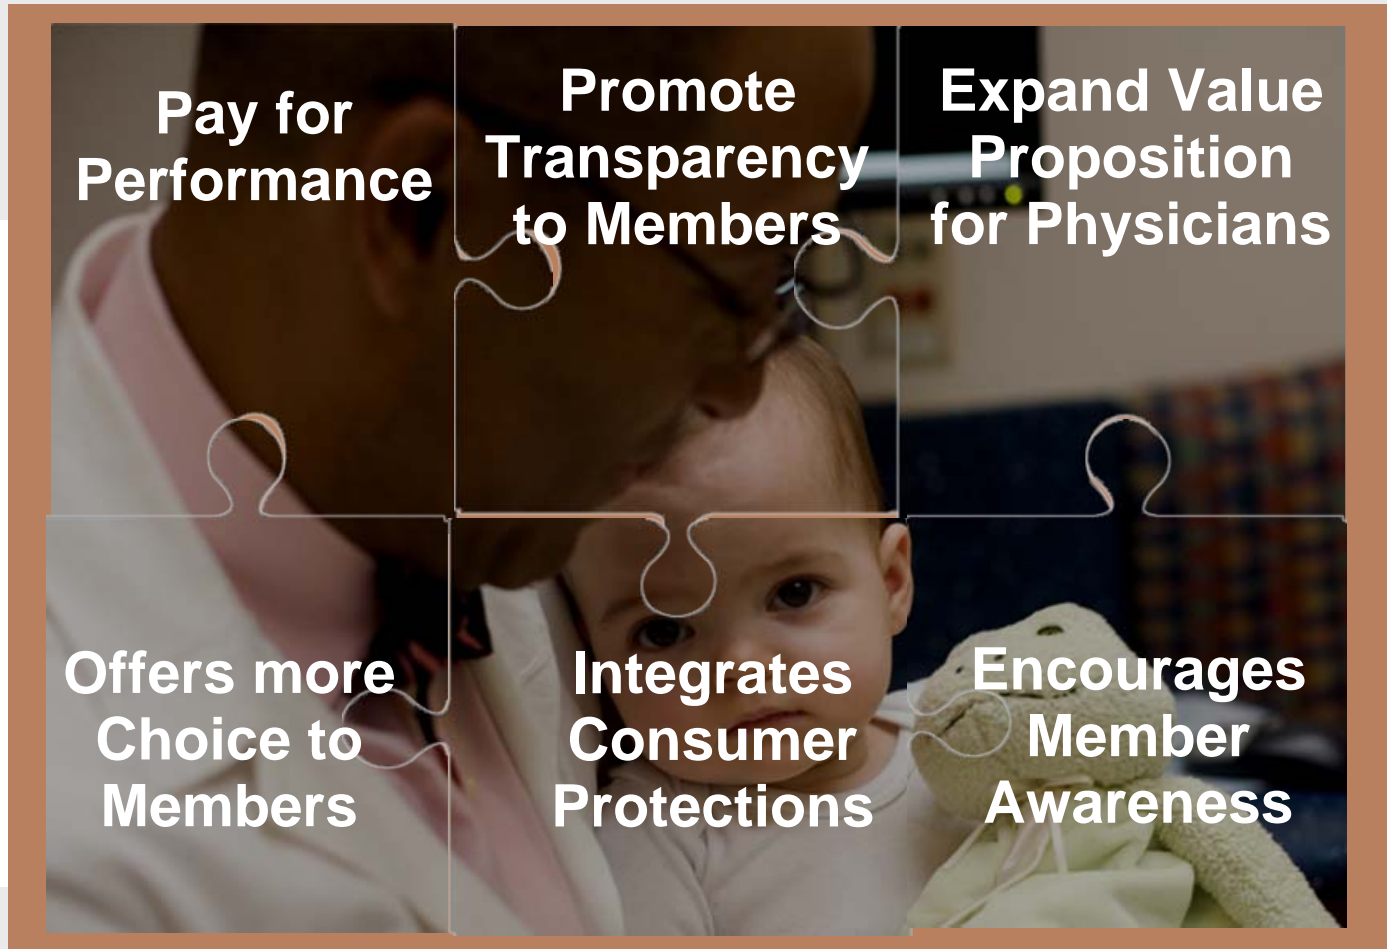 Pay for
Performance
Promote
Transparency
to Members
Expand Value
Proposition
for Physicians
Offers more
Choice to
Members
Integrates
Consumer
Protections
Encourages
Member
Awareness